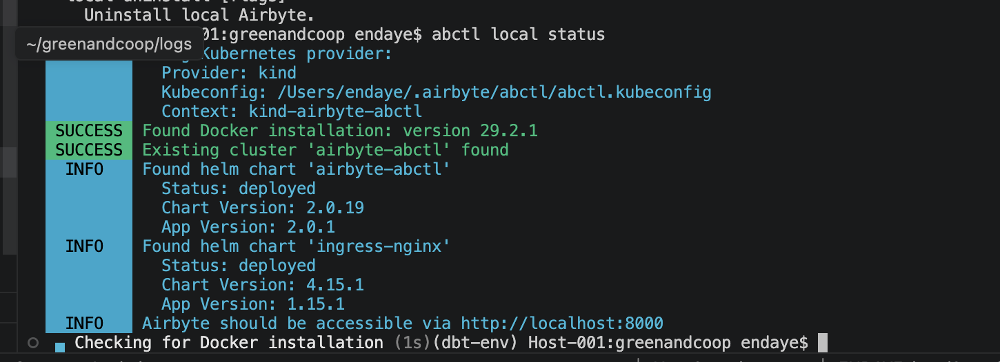 Uninstall local Airbyte.
01:greenandcoop endaye$ abctl local status
~/greenandcoop/logs
Kubernetes provider:
Provider: kind
Kubeconfig: /Users/endaye/.airbyte/abctl/abctl.kubeconfig
Context: kind-airbyte-abctl
SUCCESS Found Docker installation: version 29.2.1
SUCCESS Existing cluster 'airbyte-abctl' found
INFO Found helm chart 'airbyte-abctl'
Status: deployed
Chart Version: 2.0.19
App Version: 2.0.1
INFO Found helm chart 'ingress-nginx'
Status: deployed
Chart Version: 4.15.1
App Version: 1.15.1
INFO Airbyte should be accessible via http://localhost:8000
Checking for Docker installation (1s)(dbt-env) Host-001:greenandcoop endaye$